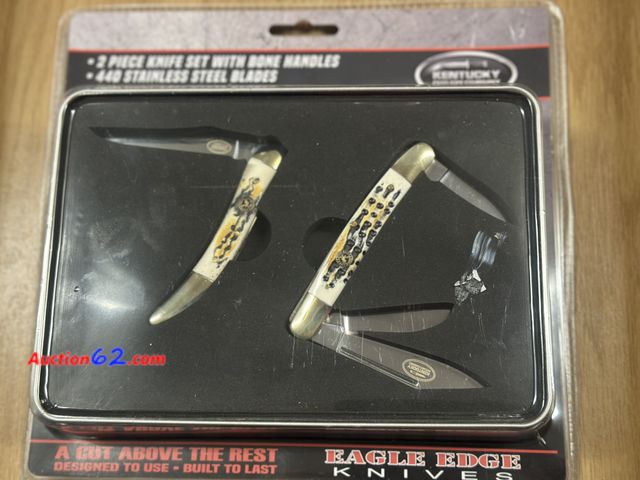 • 2 PIECE KNIFE SET WITH BONE HANDLES
• 440 STAINLESS STEEL BLADES
KENTUCKY
KENTUCKY
Auction62.com
A CUT ABOVE THE REST
DESIGNED TO USE • BUILT TO LAST
EAGLE EDGE
KNIVES